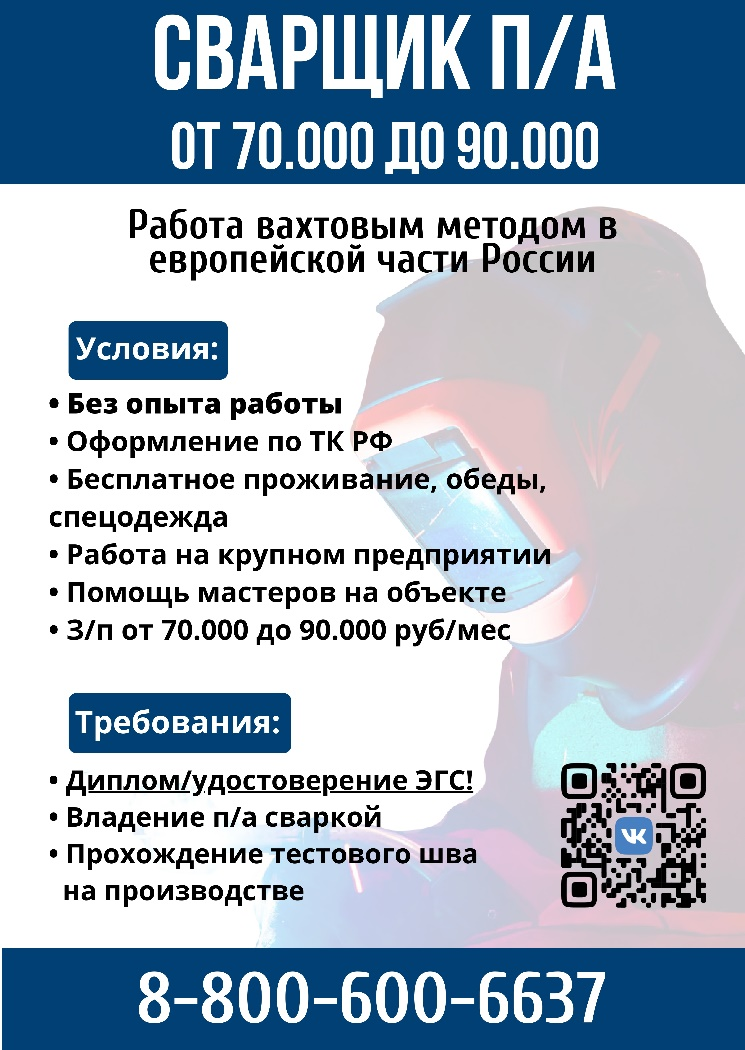 СВАРЩИК П/А
ОТ 70.000 ДО 90.000
Работа вахтовым методом в
европейской части России
Условия:
• Без опыта работы
• Оформление по ТК РФ
• Бесплатное проживание, обеды,
спецодежда
• Работа на крупном предприятии
• Помощь мастеров на объекте
• З/п от 70.000 до 90.000 руб/мес
Требования:
• Диплом/удостоверение ЭГС!
• Владение п/а сваркой
• Прохождение тестового шва
на производстве
8-800-600-6637